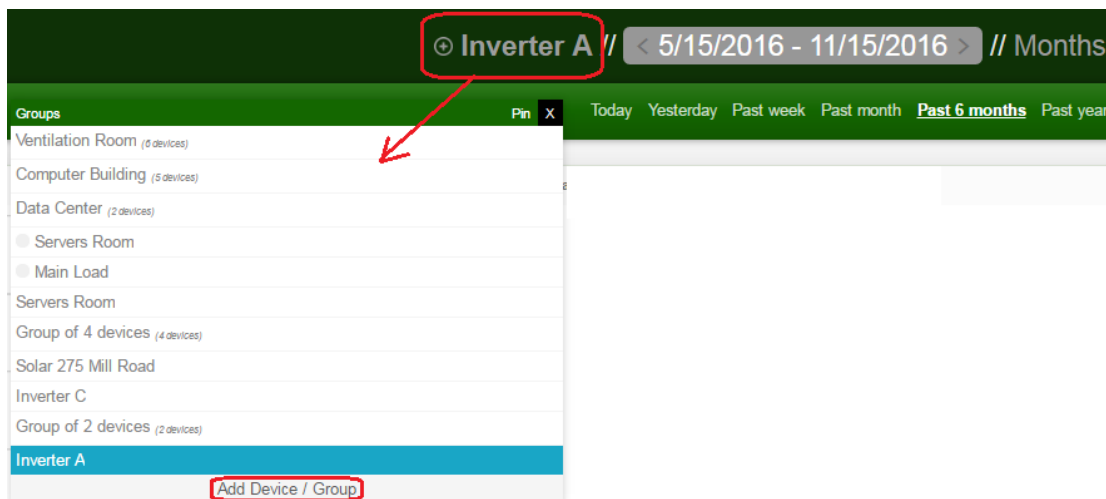 ⊕ Inverter A // < 5/15/2016 - 11/15/2016 > // Months
Groups Pin X
Today Yesterday Past week Past month Past 6 months Past year
Ventilation Room (6 devices)
Computer Building (5 devices)
Data Center (2 devices)
Servers Room
Main Load
Servers Room
Group of 4 devices (4 devices)
Solar 275 Mill Road
Inverter C
Group of 2 devices (2 devices)
Inverter A
Add Device / Group